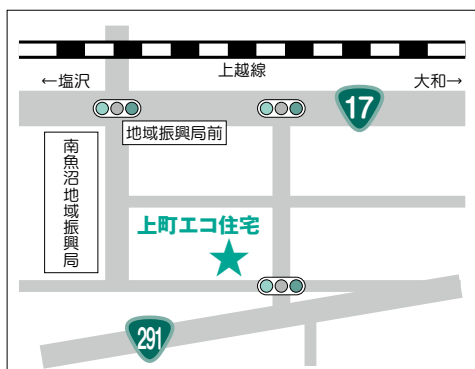 上越線
←塩沢
大和→
17
地域振興局前
南魚沼地域振興局
上町エコ住宅
291